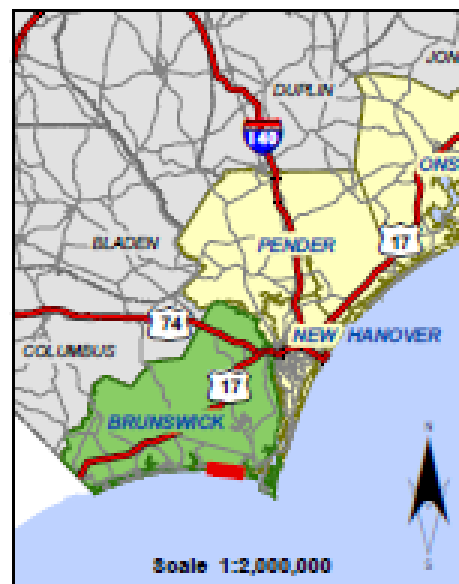 JON
DUPLIN
I 40
ONS
BLADEN
PENDER
17
74
NEW HANOVER
COLUMBUS
17
BRUNSWICK
N
Scale 1:2,000,000